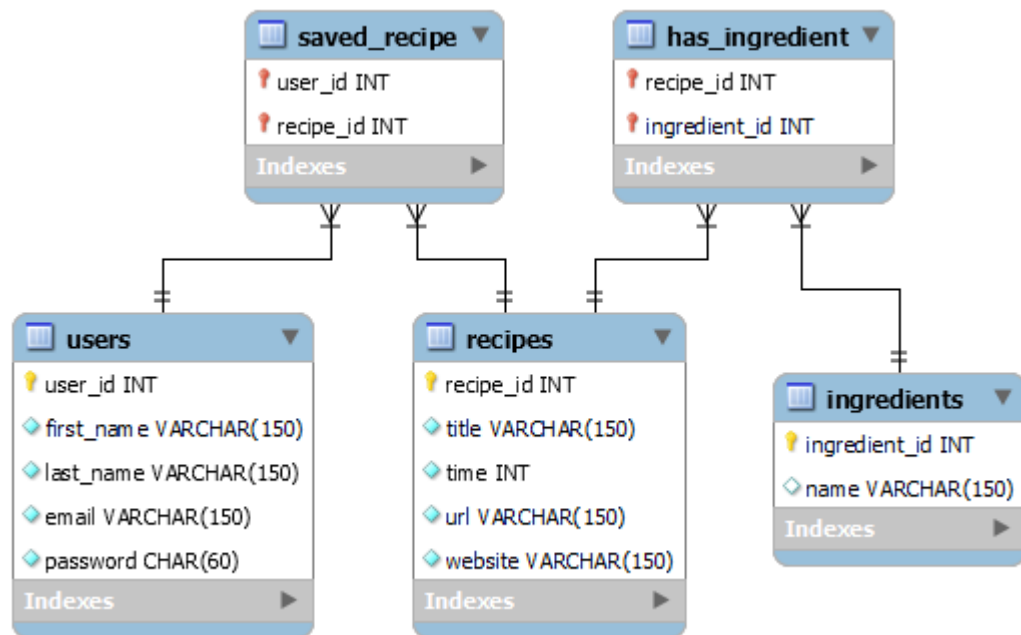 saved_recipe
user_id INT
recipe_id INT
Indexes
has_ingredient
recipe_id INT
ingredient_id INT
Indexes
users
user_id INT
first_name VARCHAR(150)
last_name VARCHAR(150)
email VARCHAR(150)
password CHAR(60)
Indexes
recipes
recipe_id INT
title VARCHAR(150)
time INT
url VARCHAR(150)
website VARCHAR(150)
Indexes
ingredients
ingredient_id INT
name VARCHAR(150)
Indexes